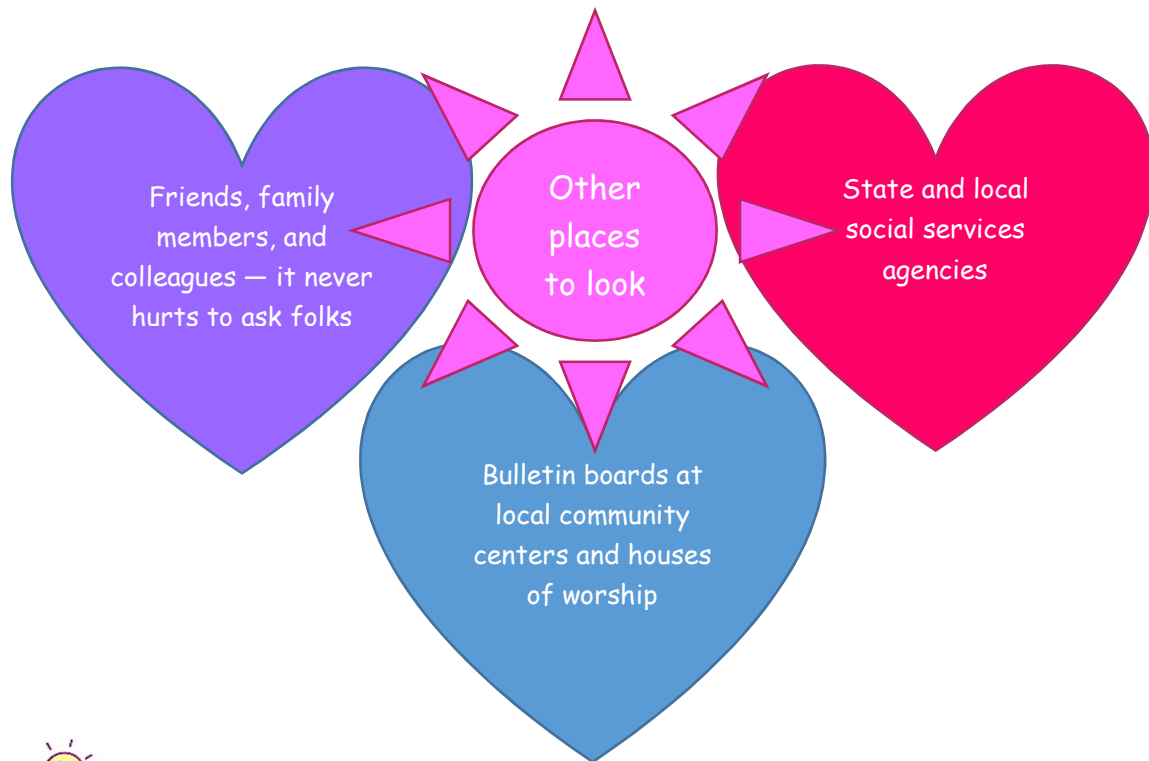 Other
places
to look
Friends, family
members, and
colleagues — it never
hurts to ask folks
State and local
social services
agencies
Bulletin boards at
local community
centers and houses
of worship